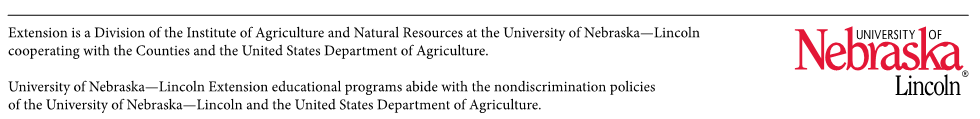 Extension is a Division of the Institute of Agriculture and Natural Resources at the University of Nebraska—Lincoln
cooperating with the Counties and the United States Department of Agriculture.
University of Nebraska—Lincoln Extension educational programs abide with the nondiscrimination policies
of the University of Nebraska—Lincoln and the United States Department of Agriculture.
UNIVERSITY OF
Nebraska
Lincoln®